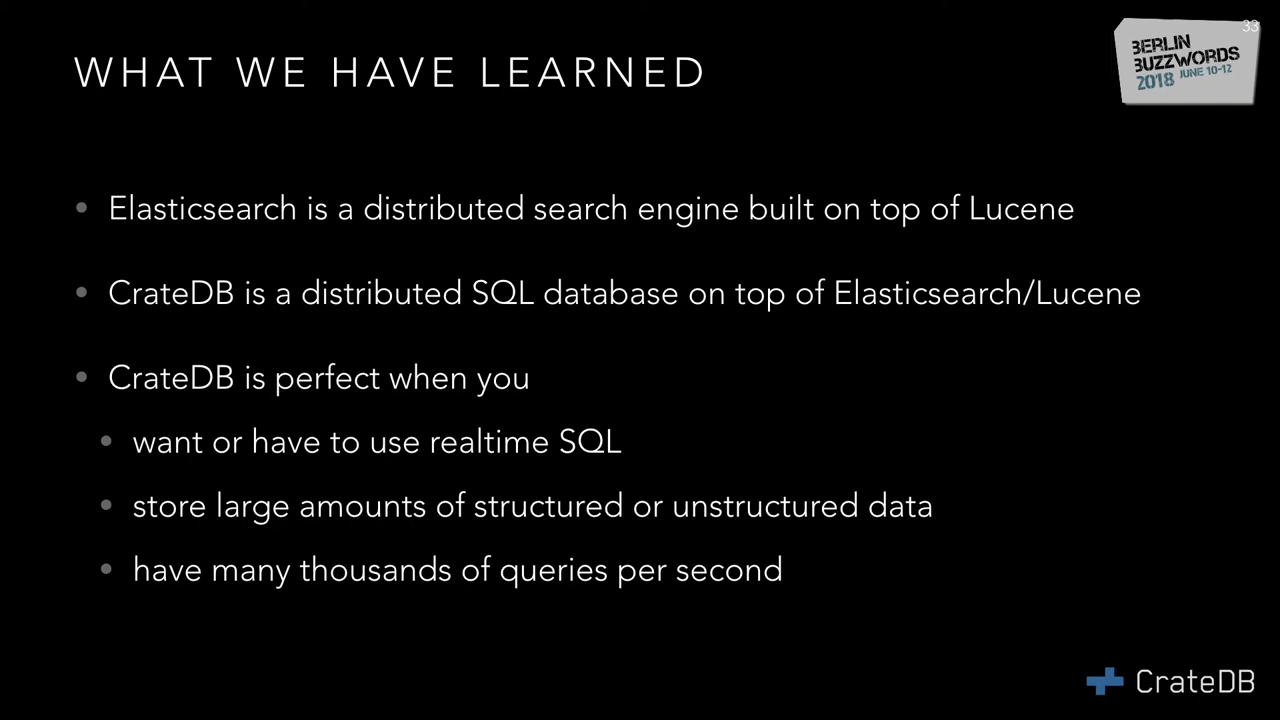 33
WHAT WE HAVE LEARNED
BERLIN
BUZZWORDS
2018 JUNE 10-12
• Elasticsearch is a distributed search engine built on top of Lucene
• CrateDB is a distributed SQL database on top of Elasticsearch/Lucene
• CrateDB is perfect when you
• want or have to use realtime SQL
• store large amounts of structured or unstructured data
• have many thousands of queries per second
CrateDB